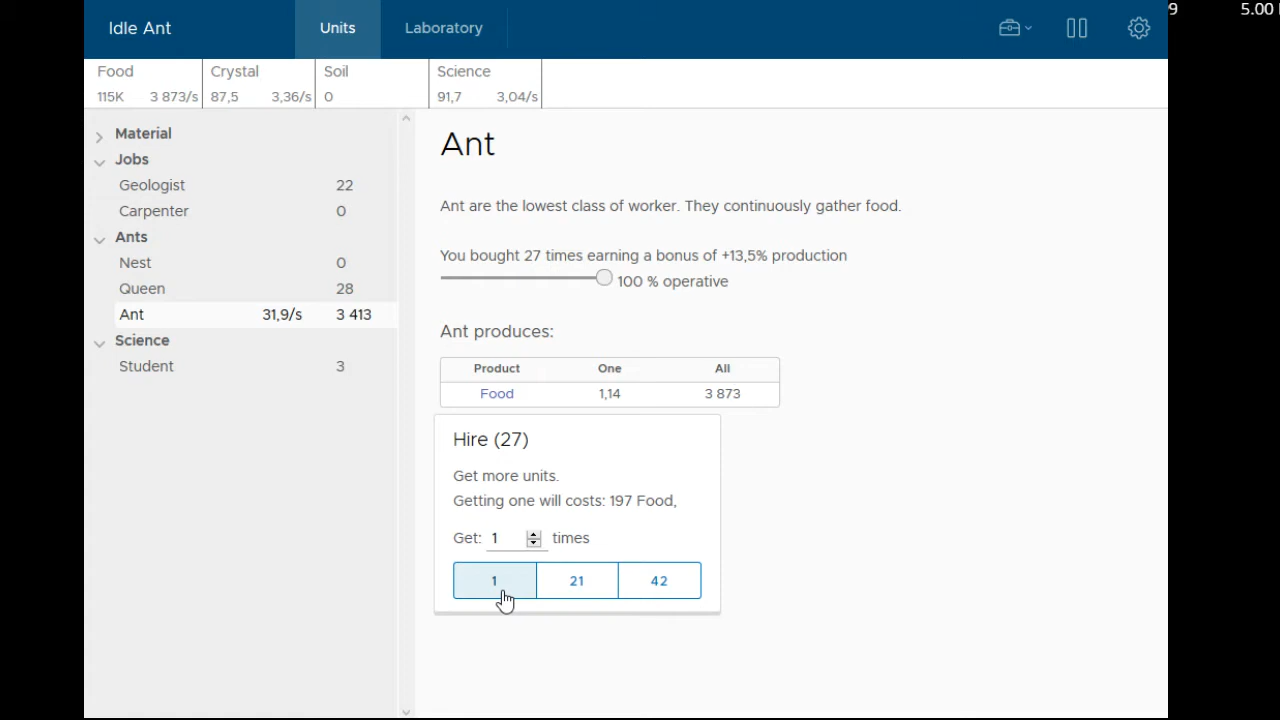 Idle Ant Units Laboratory
9 5.00
Food Crystal Soil Science
115K 3 873/s 87,5 3,36/s 0 91,7 3,04/s
Material
Jobs
Geologist 22
Carpenter 0
Ants
Nest 0
Queen 28
Ant 31,9/s 3 413
Science
Student 3
Ant
Ant are the lowest class of worker. They continuously gather food.
You bought 27 times earning a bonus of +13,5% production
100 % operative
Ant produces:
Product One All
Food 1,14 3 873
Hire (27)
Get more units.
Getting one will costs: 197 Food,
Get: 1 times
1 21 42